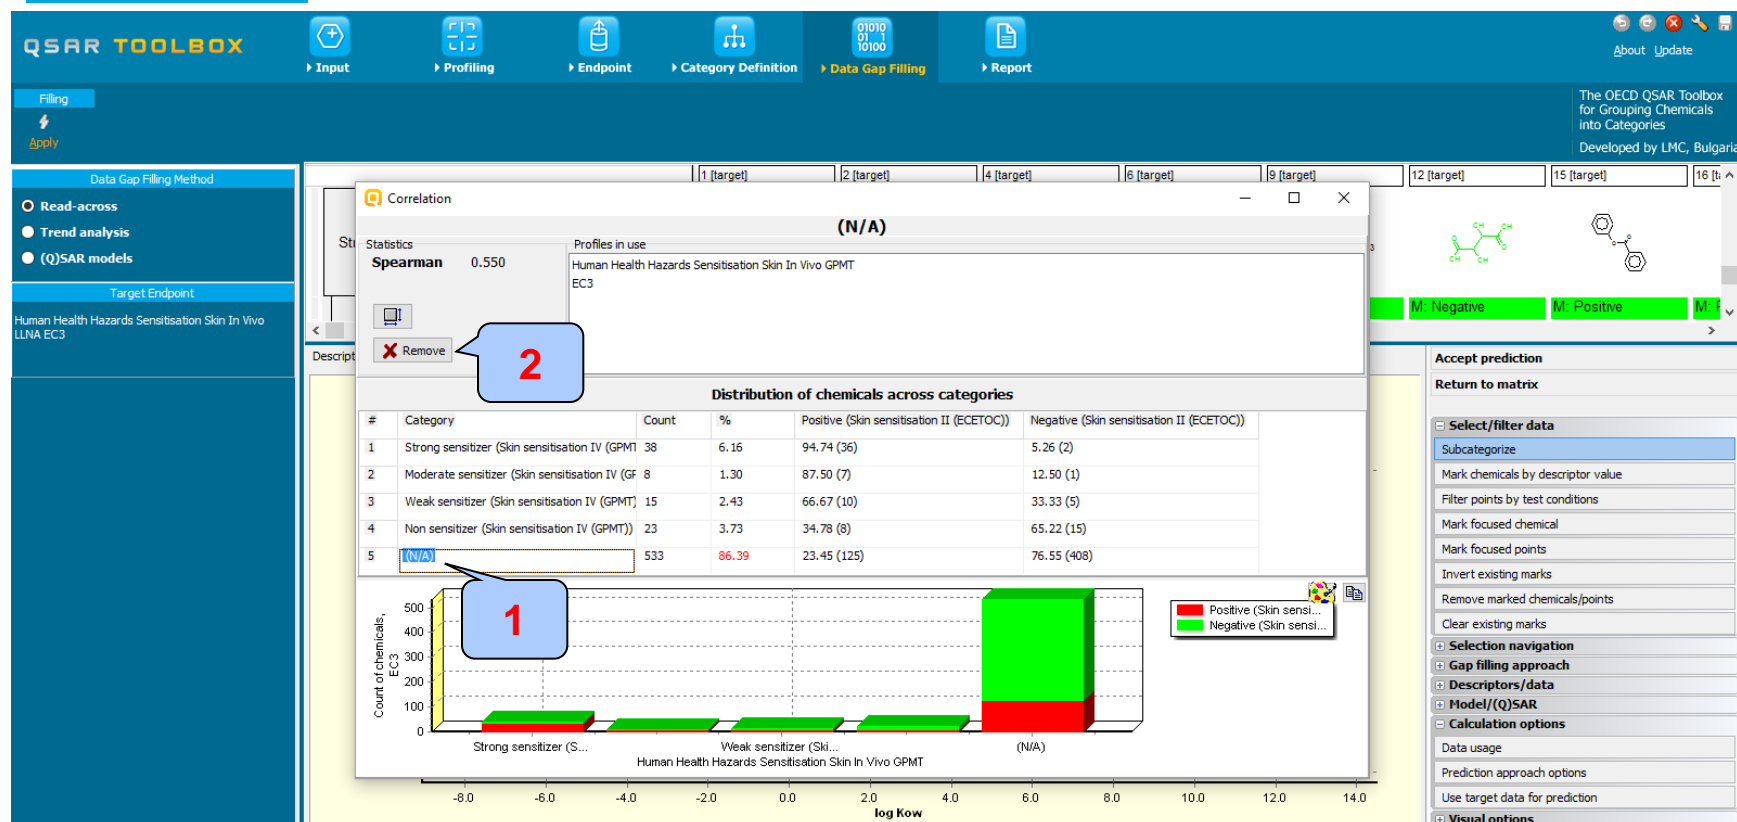 QSAR TOOLBOX
Input
Profiling
Endpoint
Category Definition
01010
01 1
10100
Data Gap Filling
Report
About Update
Filling
Apply
The OECD QSAR Toolbox
for Grouping Chemicals
into Categories
Developed by LMC, Bulgaria
Data Gap Filling Method
Read-across
Trend analysis
(Q)SAR models
Target Endpoint
Human Health Hazards Sensitisation Skin In Vivo
LLNA EC3
1 [target]
2 [target]
4 [target]
6 [target]
9 [target]
12 [target]
15 [target]
16 [ta
M: Negative
M: Positive
Descript
Correlation
(N/A)
Statistics
Spearman 0.550
Profiles in use
Human Health Hazards Sensitisation Skin In Vivo GPMT
EC3
Remove
2
Distribution of chemicals across categories
# Category Count % Positive (Skin sensitisation II (ECETOC)) Negative (Skin sensitisation II (ECETOC))
1 Strong sensitizer (Skin sensitisation IV (GPMT 38 6.16 94.74 (36) 5.26 (2)
2 Moderate sensitizer (Skin sensitisation IV (GP 8 1.30 87.50 (7) 12.50 (1)
3 Weak sensitizer (Skin sensitisation IV (GPMT) 15 2.43 66.67 (10) 33.33 (5)
4 Non sensitizer (Skin sensitisation IV (GPMT)) 23 3.73 34.78 (8) 65.22 (15)
5 (N/A) 533 86.39 23.45 (125) 76.55 (408)
1
Count of chemicals,
EC3
500
400
300
200
100
0
Strong sensitizer (S...
Weak sensitizer (Ski...
(N/A)
Human Health Hazards Sensitisation Skin In Vivo GPMT
Positive (Skin sensi...
Negative (Skin sensi...
-8.0 -6.0 -4.0 -2.0 0.0 2.0 4.0 6.0 8.0 10.0 12.0 14.0
log Kow
Accept prediction
Return to matrix
Select/filter data
Subcategorize
Mark chemicals by descriptor value
Filter points by test conditions
Mark focused chemical
Mark focused points
Invert existing marks
Remove marked chemicals/points
Clear existing marks
Selection navigation
Gap filling approach
Descriptors/data
Model/(Q)SAR
Calculation options
Data usage
Prediction approach options
Use target data for prediction
Visual options